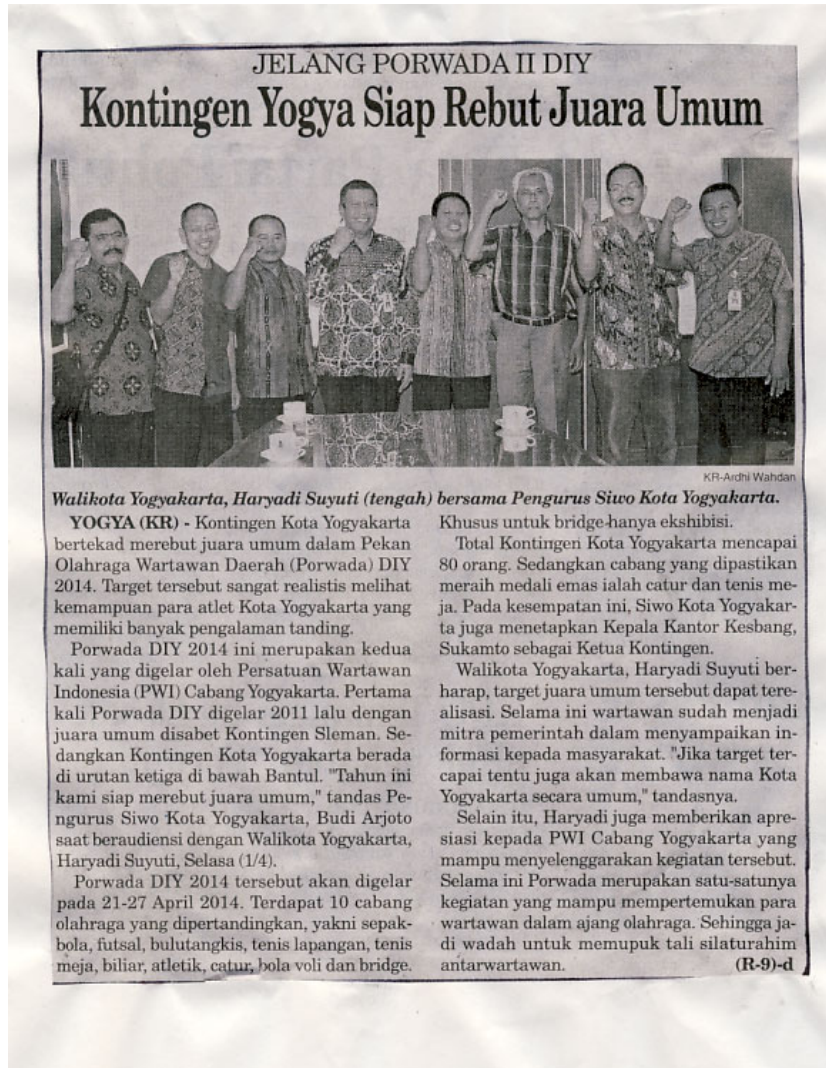 JELANG PORWADA II DIY
Kontingen Yogya Siap Rebut Juara Umum
KR-Ardhi Wahdan
Walikota Yogyakarta, Haryadi Suyuti (tengah) bersama Pengurus Siwo Kota Yogyakarta.
YOGYA (KR) - Kontingen Kota Yogyakarta
bertekad merebut juara umum dalam Pekan
Olahraga Wartawan Daerah (Porwada) DIY
2014. Target tersebut sangat realistis melihat
kemampuan para atlet Kota Yogyakarta yang
memiliki banyak pengalaman tanding.
Porwada DIY 2014 ini merupakan kedua
kali yang digelar oleh Persatuan Wartawan
Indonesia (PWI) Cabang Yogyakarta. Pertama
kali Porwada DIY digelar 2011 lalu dengan
juara umum disabet Kontingen Sleman. Se-
dangkan Kontingen Kota Yogyakarta berada
di urutan ketiga di bawah Bantul. "Tahun ini
kami siap merebut juara umum," tandas Pe-
ngurus Siwo Kota Yogyakarta, Budi Arjoto
saat beraudiensi dengan Walikota Yogyakarta,
Haryadi Suyuti, Selasa (1/4).
Porwada DIY 2014 tersebut akan digelar
pada 21-27 April 2014. Terdapat 10 cabang
olahraga yang dipertandingkan, yakni sepak-
bola, futsal, bulutangkis, tenis lapangan, tenis
meja, biliar, atletik, catur, bola voli dan bridge.
Khusus untuk bridge hanya ekshibisi.
Total Kontingen Kota Yogyakarta mencapai
80 orang. Sedangkan cabang yang dipastikan
meraih medali emas ialah catur dan tenis me-
ja. Pada kesempatan ini, Siwo Kota Yogyakar-
ta juga menetapkan Kepala Kantor Kesbang,
Sukamto sebagai Ketua Kontingen.
Walikota Yogyakarta, Haryadi Suyuti ber-
harap, target juara umum tersebut dapat tere-
alisasi. Selama ini wartawan sudah menjadi
mitra pemerintah dalam menyampaikan in-
formasi kepada masyarakat. "Jika target ter-
capai tentu juga akan membawa nama Kota
Yogyakarta secara umum," tandasnya.
Selain itu, Haryadi juga memberikan apre-
siasi kepada PWI Cabang Yogyakarta yang
mampu menyelenggarakan kegiatan tersebut.
Selama ini Porwada merupakan satu-satunya
kegiatan yang mampu mempertemukan para
wartawan dalam ajang olahraga. Sehingga ja-
di wadah untuk memupuk tali silaturahim
antarwartawan. (R-9)-d